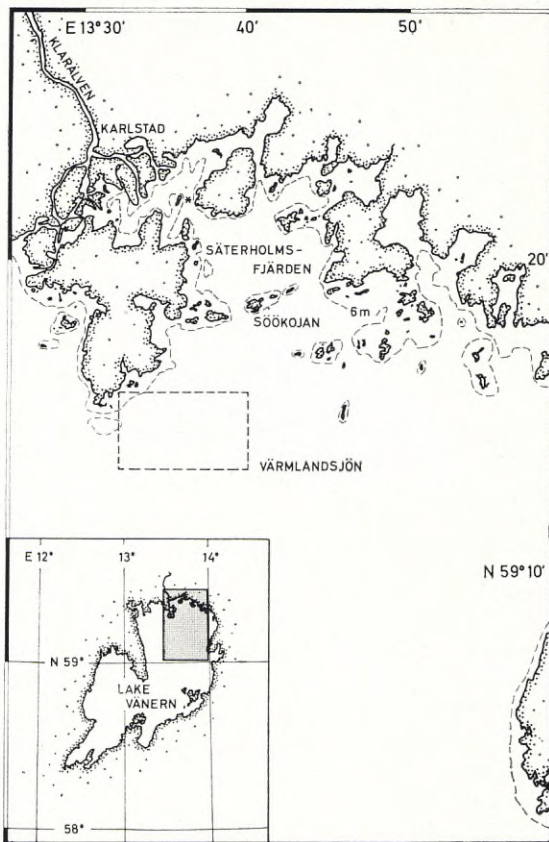 E 13° 30'
40'
50'
KLARÄLVEN
KARLSTAD
SÄTERHOLMS-
FJÄRDEN
20'
6m
SÖÖKOJAN
VÄRMLANDSJÖN
E 12°
13°
14°
N 59° 10'
N 59°
LAKE
VÄNERN
58°